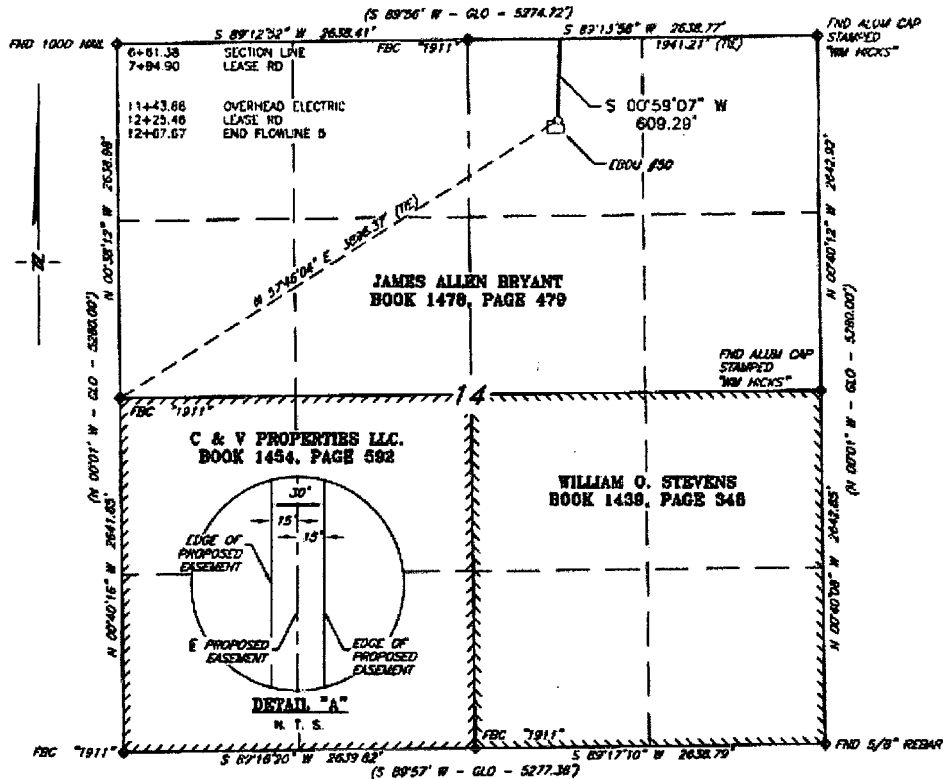 (S 89'56" W - GLO - 5274.72')
FND 100D NAIL
S 89°12'52" W 2638.41'
FBC "1911"
S 89°13'58" W 2638.77'
1941.21' (TIE)
FND ALUM CAP
STAMPED
"WM HICKS"
6+61.38 SECTION LINE
7+84.90 LEASE RD
11+43.66 OVERHEAD ELECTRIC
12+25.46 LEASE RD
12+67.67 END FLOWLINE 5
S 00°59'07" W
609.29'
EBDU #50
N 00°38'12" W 2638.98'
N 00°40'12" W 2642.92'
N
(N 00'01' W - GLO - 5280.00')
(N 00'01" W - GLO - 5280.00')
N 57°46'04" E (TIE)
JAMES ALLEN BRYANT
BOOK 1478, PAGE 479
FND ALUM CAP
STAMPED
"WM HICKS"
14
FBC "1911"
C & V PROPERTIES LLC.
BOOK 1454, PAGE 592
WILLIAM O. STEVENS
BOOK 1439, PAGE
30'
15'
15'
EDGE OF
PROPOSED
EASEMENT
PROPOSED
EASEMENT
EDGE OF
PROPOSED
EASEMENT
DETAIL "A"
N. T. S.
N 00°40'16" W 2641.65'
N 00°40'08" W 2642.85'
FBC "1911"
S 89°16'20" W 2639.82'
FBC "1911"
S 89°17'10" W 2638.79'
FND 5/8" REBAR
(S 89'57' W - GLO - 5277.36')